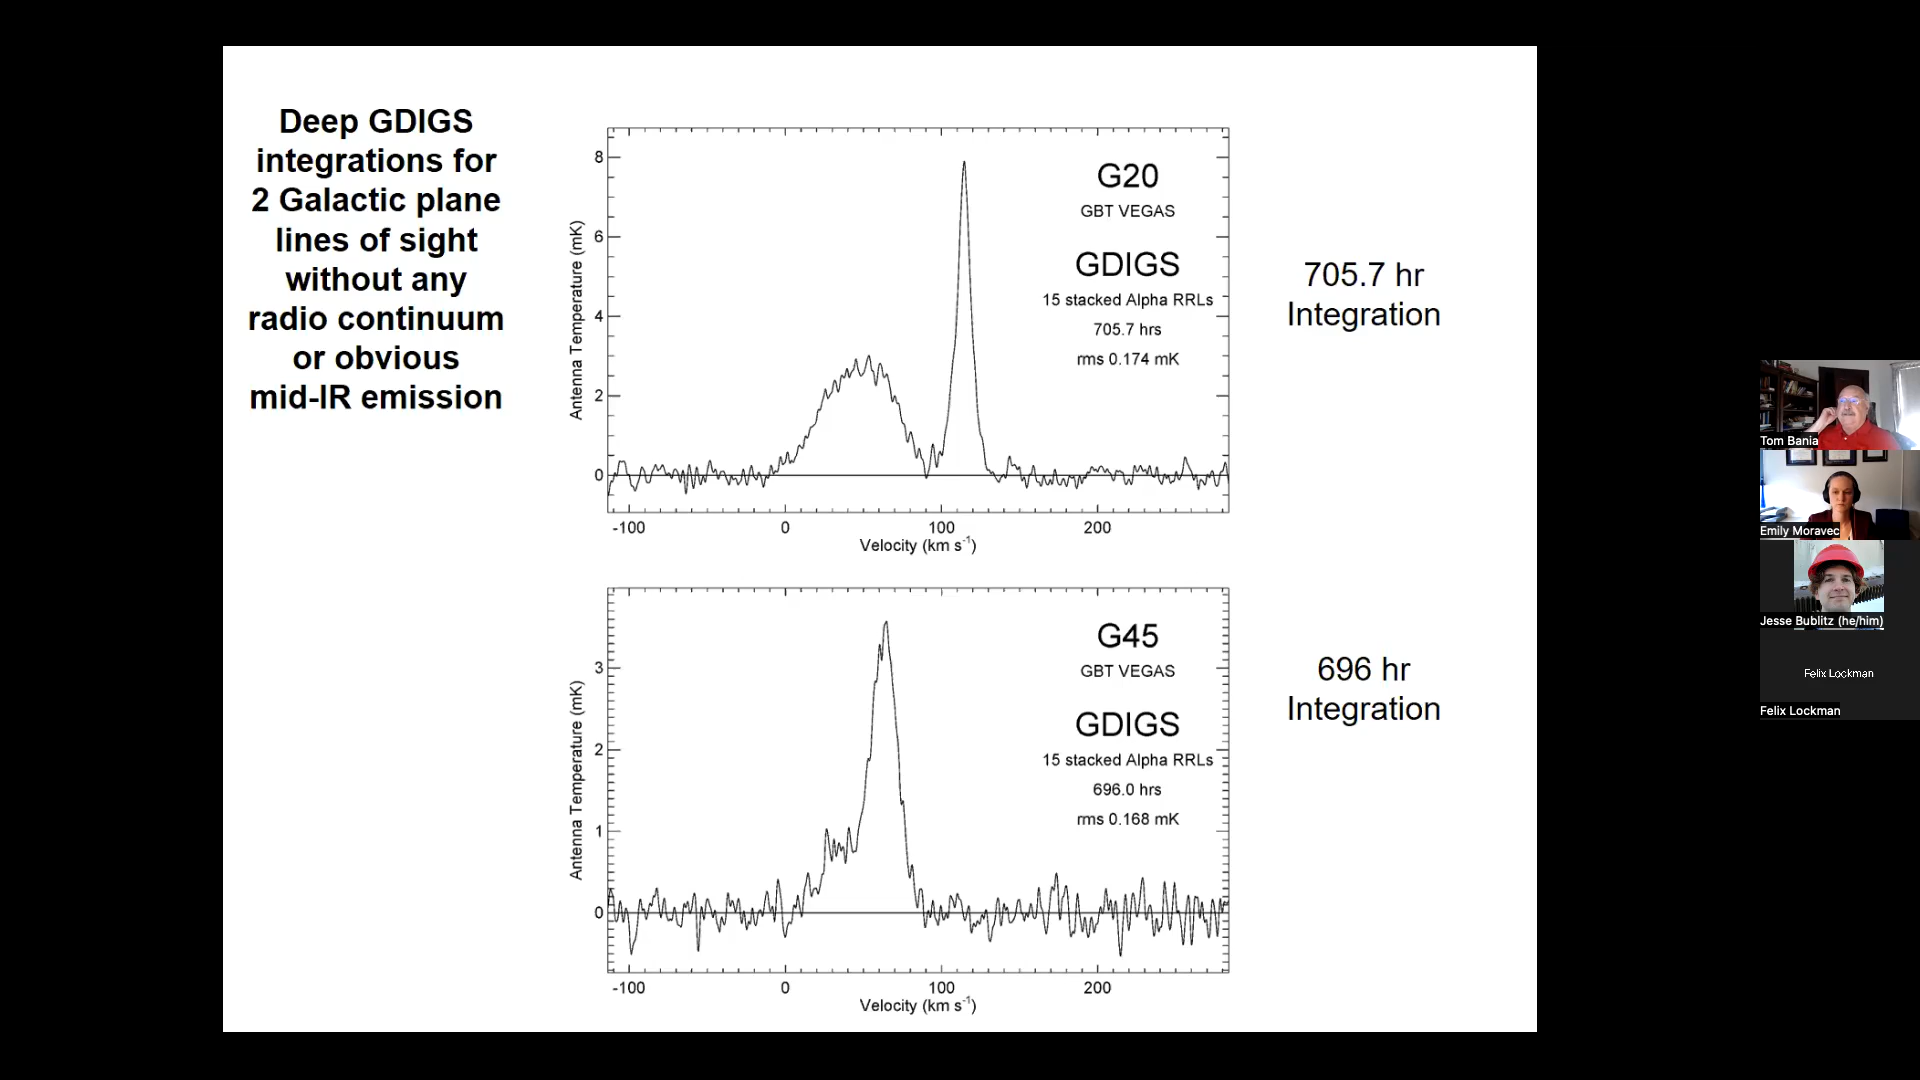 Deep GDIGS
integrations for
2 Galactic plane
lines of sight
without any
radio continuum
or obvious
mid-IR emission
8
6
4
2
0
Antenna Temperature (mK)
G20
GBT VEGAS
GDIGS
15 stacked Alpha RRLs
705.7 hrs
rms 0.174 mK
-100 0 100 200
Velocity (km s⁻¹)
705.7 hr
Integration
3
2
1
0
Antenna Temperature (mK)
G45
GBT VEGAS
GDIGS
15 stacked Alpha RRLs
696.0 hrs
rms 0.168 mK
-100 0 100 200
Velocity (km s⁻¹)
696 hr
Integration
Tom Bania
Emily Moravec
Jesse Bublitz (he/him)
Felix Lockman
Felix Lockman